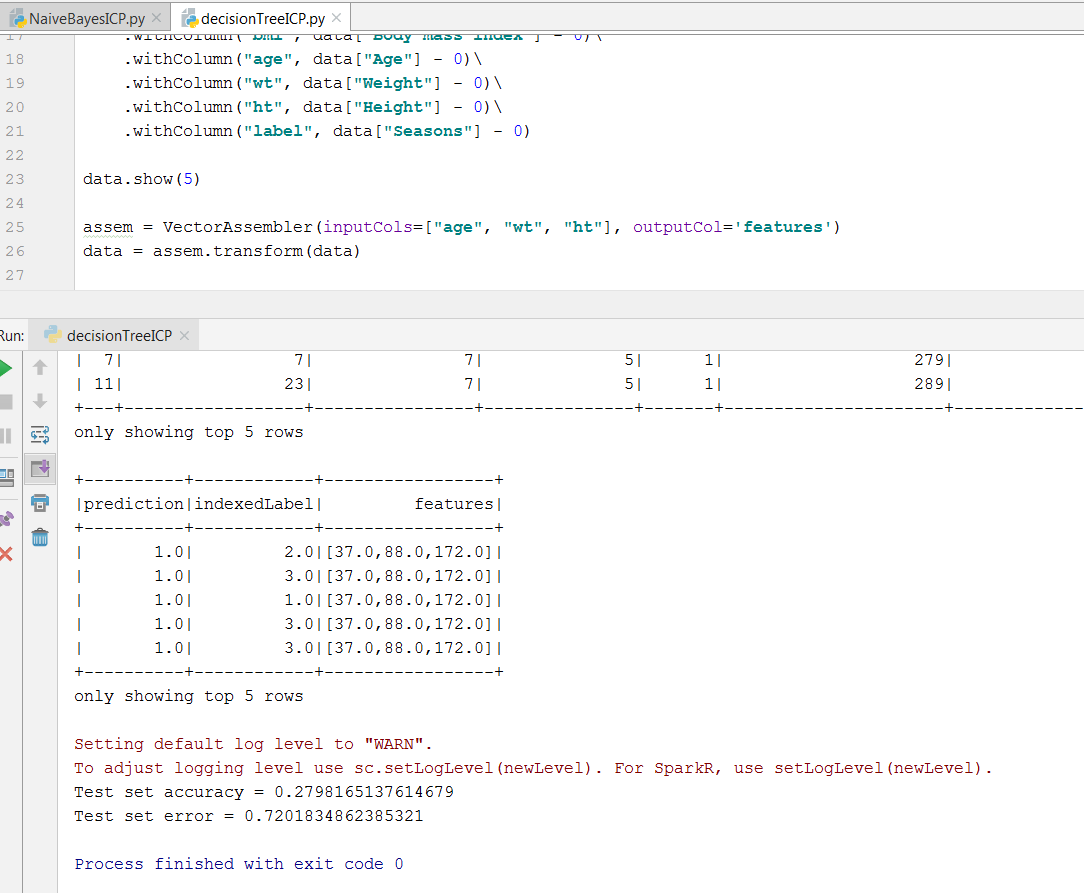 NaiveBayesICP.py × decisionTreeICP.py ×
17 .withColumn("bmi", data["Body mass index"] - 0)\
18 .withColumn("age", data["Age"] - 0)\
19 .withColumn("wt", data["Weight"] - 0)\
20 .withColumn("ht", data["Height"] - 0)\
21 .withColumn("label", data["Seasons"] - 0)
22
23 data.show(5)
24
25 assem = VectorAssembler(inputCols=["age", "wt", "ht"], outputCol='features')
26 data = assem.transform(data)
27
Run: decisionTreeICP ×
|  7|                  7|               7|              5|      1|                    279|
| 11|                 23|               7|              5|      1|                    289|
+---+------------------+----------------+---------------+-------+----------------------+-------------
only showing top 5 rows
+----------+------------+-----------------+
|prediction|indexedLabel|         features|
+----------+------------+-----------------+
|       1.0|         2.0|[37.0,88.0,172.0]|
|       1.0|         3.0|[37.0,88.0,172.0]|
|       1.0|         1.0|[37.0,88.0,172.0]|
|       1.0|         3.0|[37.0,88.0,172.0]|
|       1.0|         3.0|[37.0,88.0,172.0]|
+----------+------------+-----------------+
only showing top 5 rows
Setting default log level to "WARN".
To adjust logging level use sc.setLogLevel(newLevel). For SparkR, use setLogLevel(newLevel).
Test set accuracy = 0.2798165137614679
Test set error = 0.7201834862385321
Process finished with exit code 0